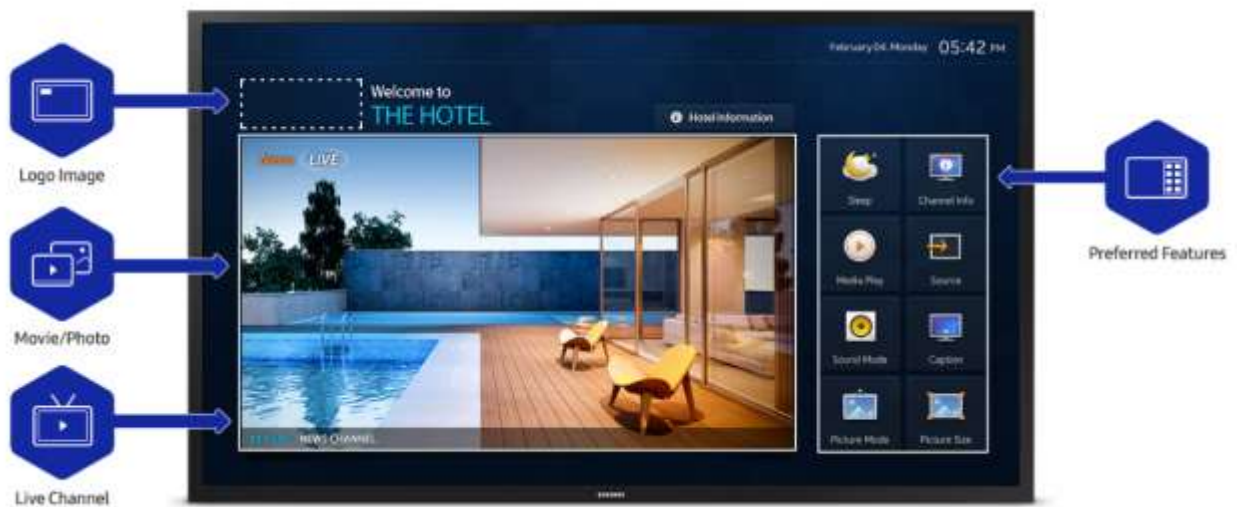 February 04, Monday 05:42 PM
Welcome to
THE HOTEL
Hotel Information
Logo Image
LIVE
Sleep
Channel Info
Preferred Features
Media Play
Source
Movie/Photo
Sound Mode
Caption
NEWS CHANNEL
Picture Mode
Picture Size
Live Channel
SAMSUNG